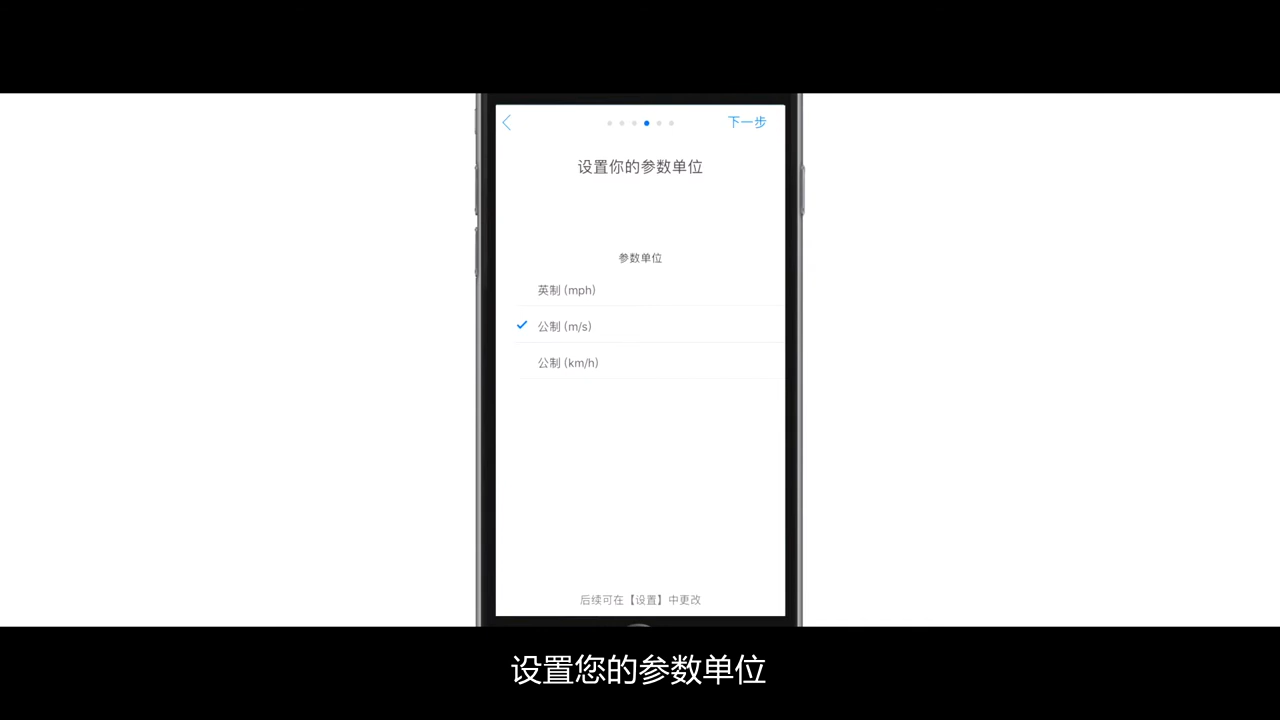 下一步
设置你的参数单位
参数单位
英制 (mph)
公制 (m/s)
公制 (km/h)
后续可在【设置】中更改
设置您的参数单位